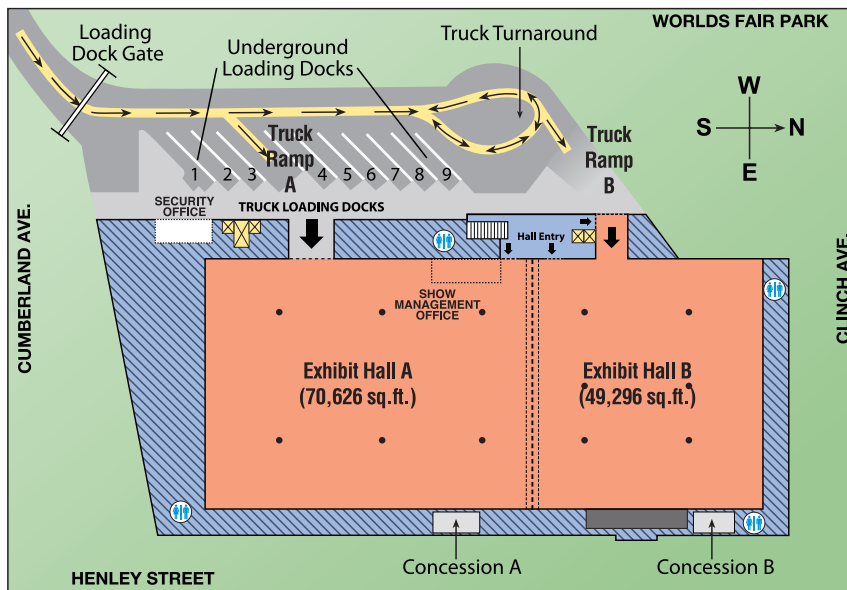 WORLDS FAIR PARK
Loading
Dock Gate
Underground
Loading Docks
Truck Turnaround
W
S
N
E
Truck
Ramp
A
Truck
Ramp
B
1
2
3
4
5
6
7
8
9
SECURITY
OFFICE
TRUCK LOADING DOCKS
Hall Entry
SHOW
MANAGEMENT
OFFICE
CUMBERLAND AVE.
CLINCH AVE.
Exhibit Hall A
(70,626 sq.ft.)
Exhibit Hall B
(49,296 sq.ft.)
Concession A
Concession B
HENLEY STREET